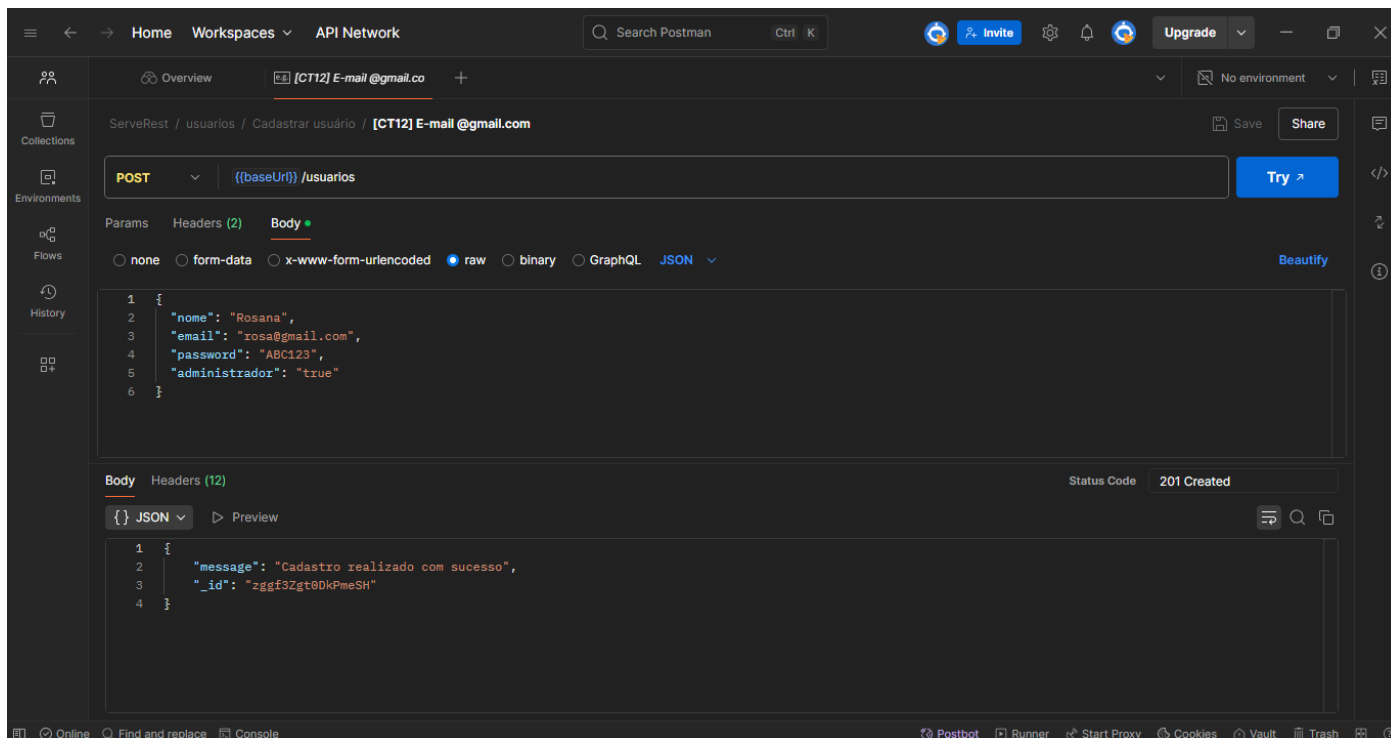 Home Workspaces API Network Search Postman Ctrl K Invite Upgrade
Overview e.g. [CT12] E-mail @gmail.co No environment
ServeRest / usuarios / Cadastrar usuário / [CT12] E-mail @gmail.com Save Share
Collections
Environments
Flows
History
POST {{baseUrl}} /usuarios Try
Params Headers (2) Body
none form-data x-www-form-urlencoded raw binary GraphQL JSON Beautify
1 {
2 "nome": "Rosana",
3 "email": "rosa@gmail.com",
4 "password": "ABC123",
5 "administrador": "true"
6 }
Body Headers (12) Status Code 201 Created
{} JSON Preview
1 {
2 "message": "Cadastro realizado com sucesso",
3 "_id": "zggf3Zgt0DkPmeSH"
4 }
Online Find and replace Console Postbot Runner Start Proxy Cookies Vault Trash